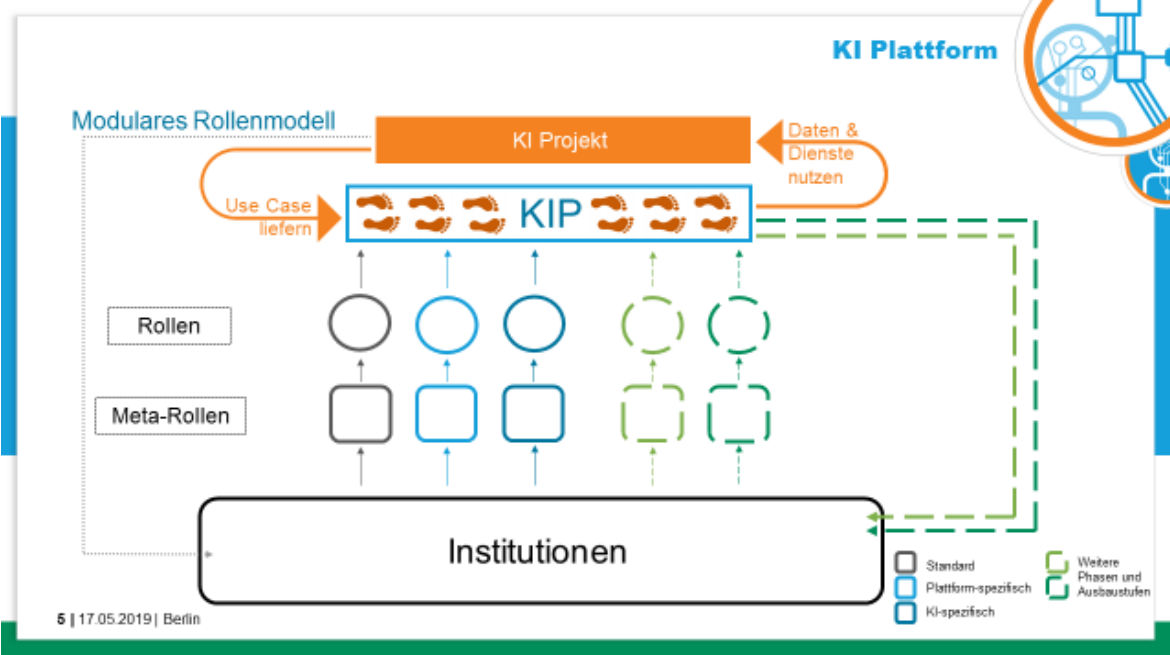 KI Plattform
Modulares Rollenmodell
KI Projekt
Daten &
Dienste
nutzen
Use Case
liefern
KIP
Rollen
Meta-Rollen
Institutionen
Standard
Plattform-spezifisch
KI-spezifisch
Weitere
Phasen und
Ausbaustufen
5 | 17.05.2019 | Berlin